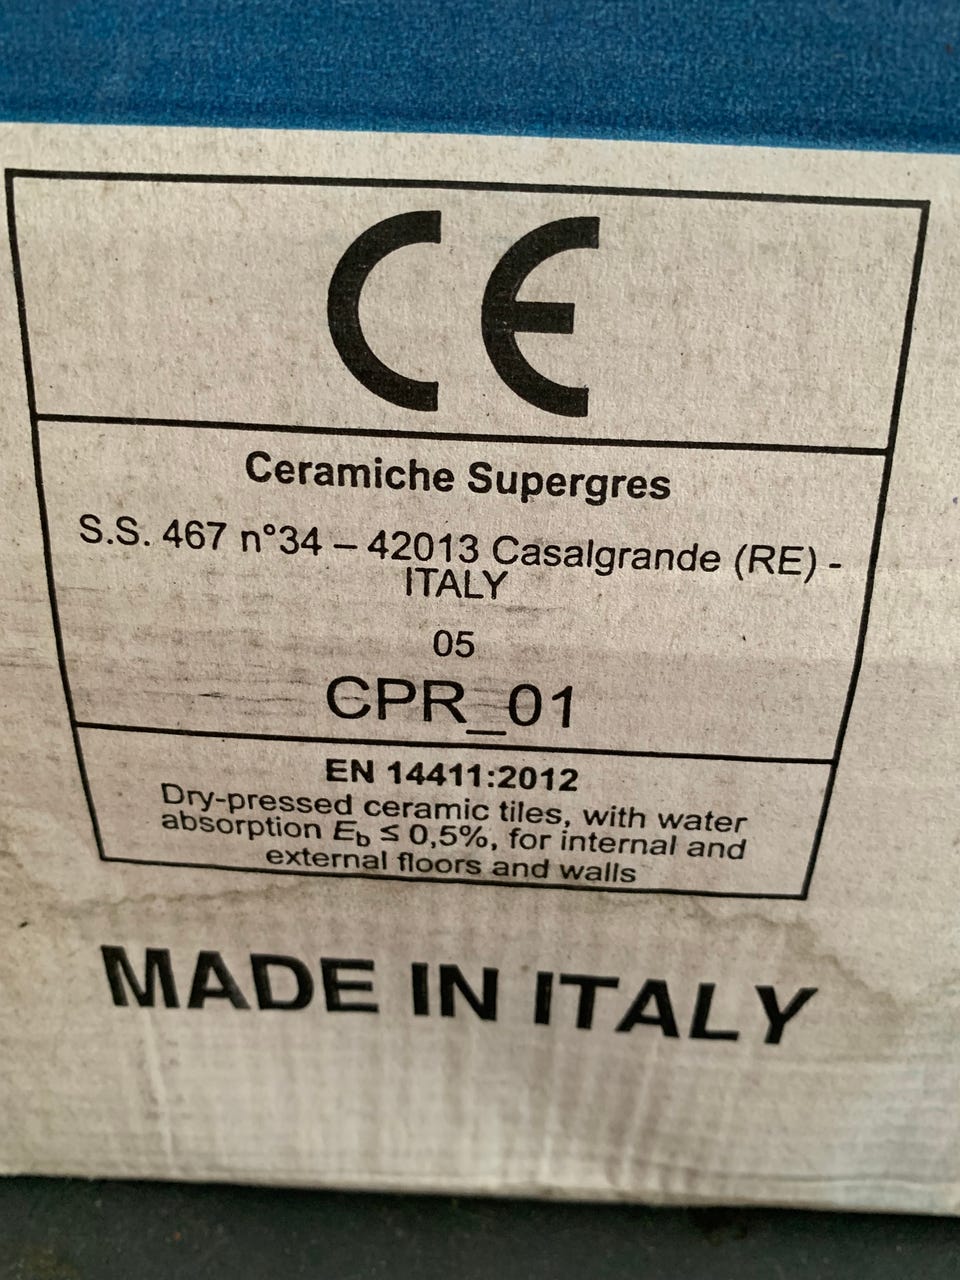 CE
Ceramiche Supergres
S.S. 467 n°34 – 42013 Casalgrande (RE) -
ITALY
05
CPR_01
EN 14411:2012
Dry-pressed ceramic tiles, with water
absorption Eb ≤ 0,5%, for internal and
external floors and walls
MADE IN ITALY